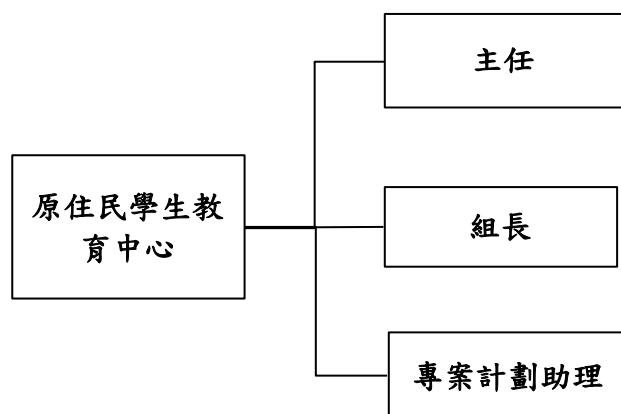 主任
原住民學生教
育中心
組長
專案計劃助理